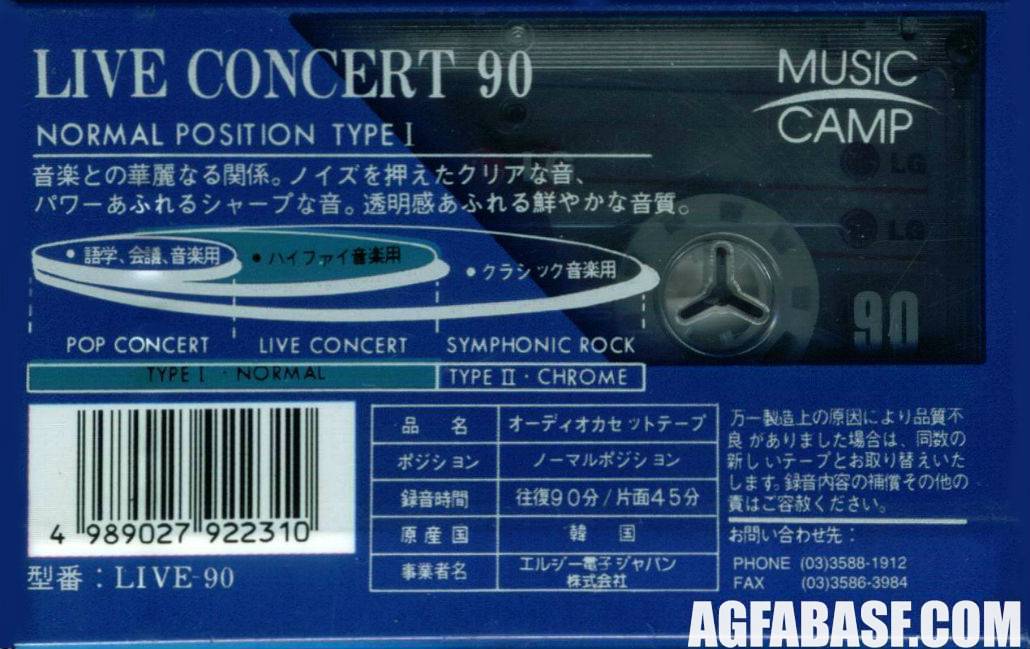 LIVE CONCERT 90
MUSIC
CAMP
NORMAL POSITION TYPE I
音楽との華麗なる関係。ノイズを押えたクリアな音、
パワーあふれるシャープな音。透明感あふれる鮮やかな音質。
LG
LG
90
• 語学、会議、音楽用
• ハイファイ音楽用
• クラシック音楽用
POP CONCERT LIVE CONCERT SYMPHONIC ROCK
TYPE I · NORMAL TYPE II · CHROME
4 989027 922310
型番：LIVE-90
品 名 オーディオカセットテープ
ポジション ノーマルポジション
録音時間 往復90分/片面45分
原産国 韓 国
事業者名 エルジー電子ジャパン
株式会社
万一製造上の原因により品質不
良がありました場合は、同数の
新しいテープとお取り替えいた
します。録音内容の補償その他の
責はご容赦ください。
お問い合わせ先：
PHONE (03)3588-1912
FAX (03)3586-3984
AGFABASF.COM